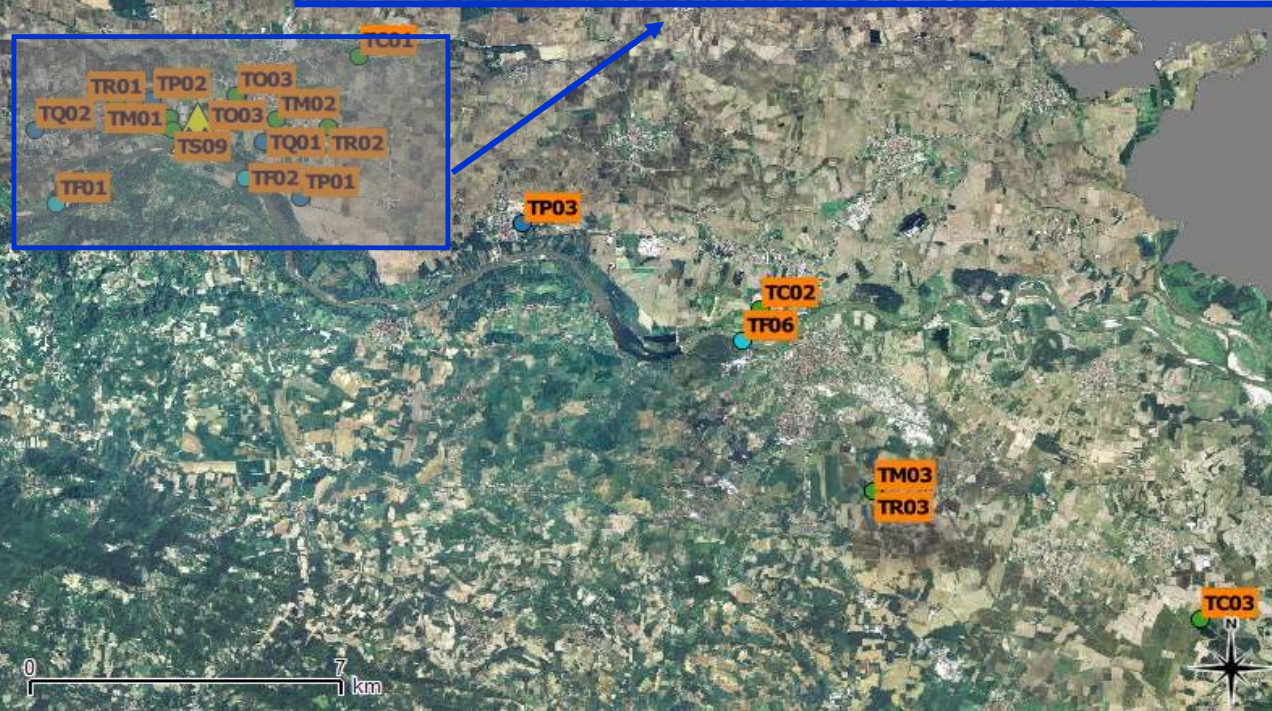 TC01
TR01
TP02
TO03
TQ02
TM01
TO03
TM02
TS09
TQ01
TR02
TF01
TF02
TP01
TP03
TC02
TF06
TM03
TR03
TC03
N
0 7
km